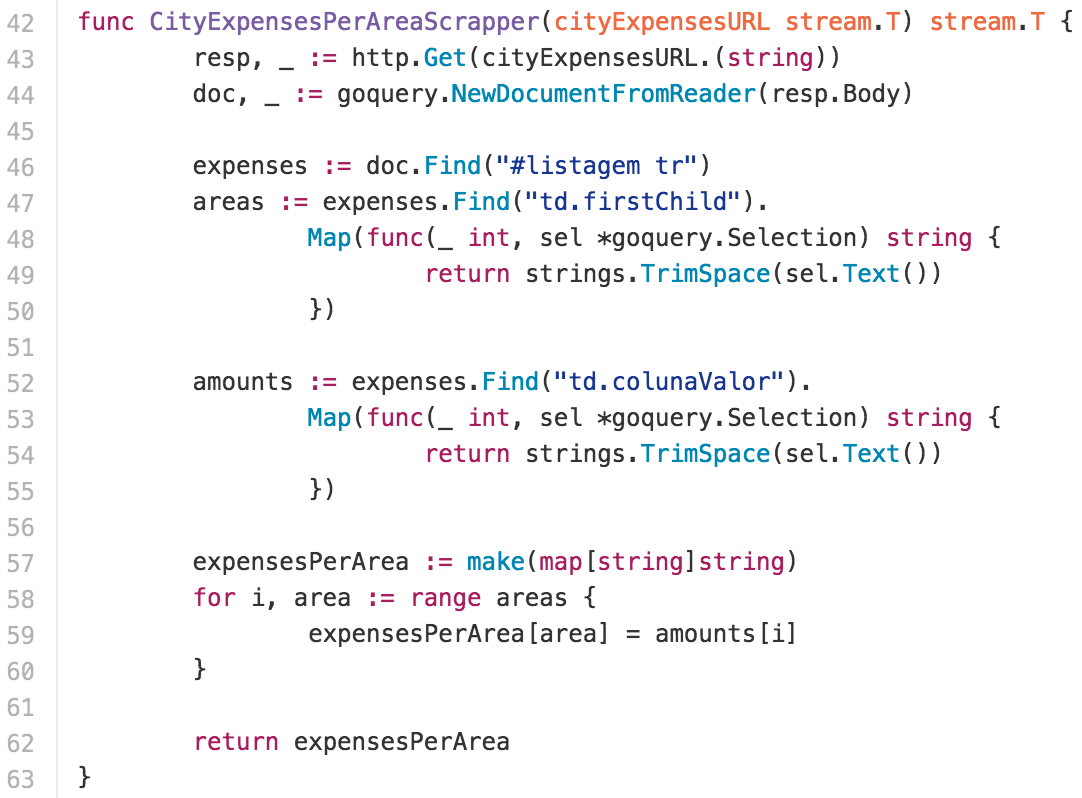 42 func CityExpensesPerAreaScrapper(cityExpensesURL stream.T) stream.T {
43 resp, _ := http.Get(cityExpensesURL.(string))
44 doc, _ := goquery.NewDocumentFromReader(resp.Body)
45
46 expenses := doc.Find("#listagem tr")
47 areas := expenses.Find("td.firstChild").
48 Map(func(_ int, sel *goquery.Selection) string {
49 return strings.TrimSpace(sel.Text())
50 })
51
52 amounts := expenses.Find("td.colunaValor").
53 Map(func(_ int, sel *goquery.Selection) string {
54 return strings.TrimSpace(sel.Text())
55 })
56
57 expensesPerArea := make(map[string]string)
58 for i, area := range areas {
59 expensesPerArea[area] = amounts[i]
60 }
61
62 return expensesPerArea
63 }